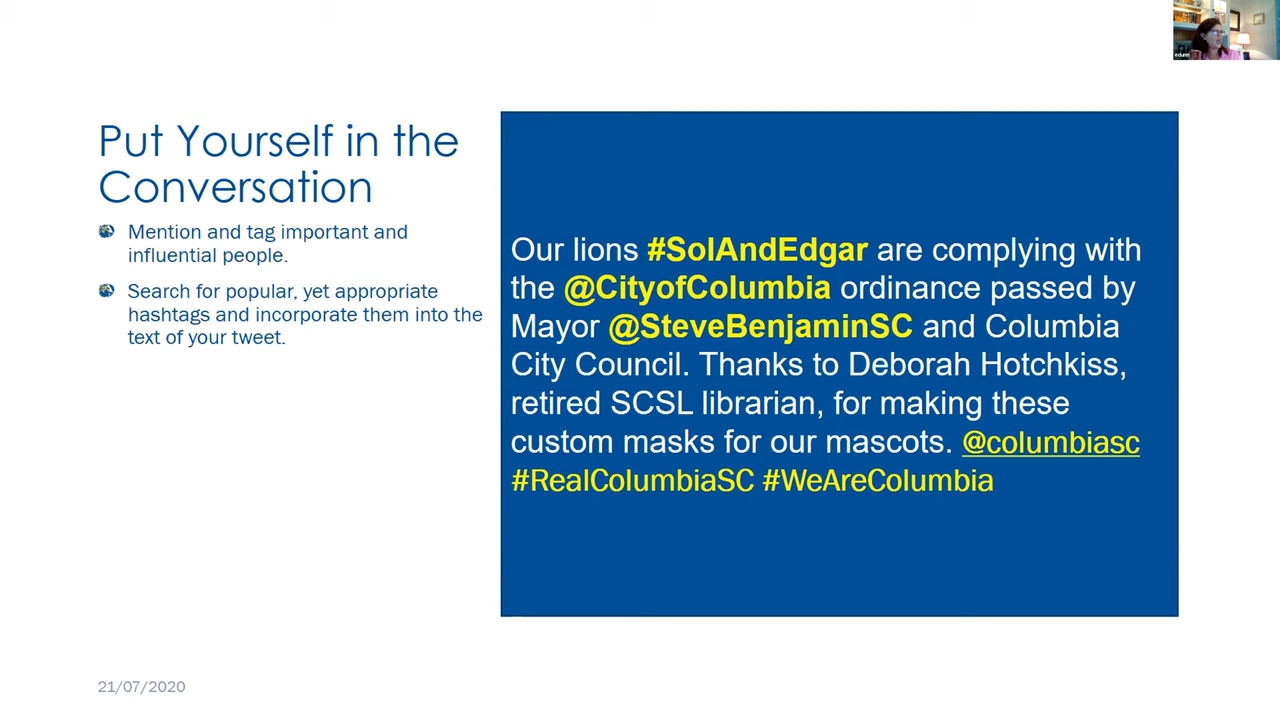 Put Yourself in the
Conversation
Mention and tag important and
influential people.
Search for popular, yet appropriate
hashtags and incorporate them into the
text of your tweet.
Our lions #SolAndEdgar are complying with
the @CityofColumbia ordinance passed by
Mayor @SteveBenjaminSC and Columbia
City Council. Thanks to Deborah Hotchkiss,
retired SCSL librarian, for making these
custom masks for our mascots. @columbiasc
#RealColumbiaSC #WeAreColumbia
21/07/2020
edunn